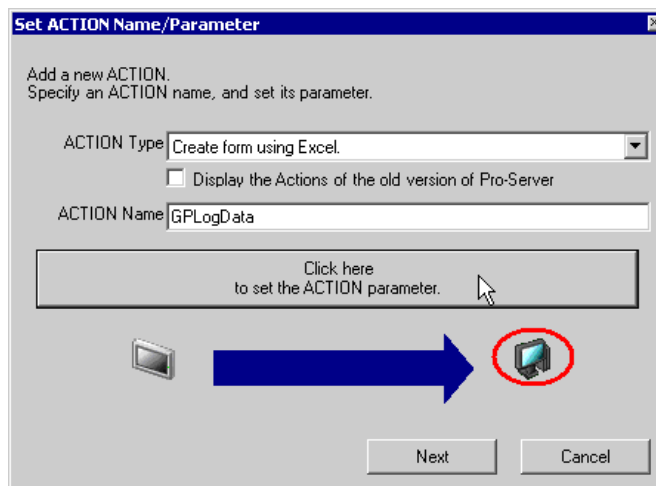 Set ACTION Name/Parameter
Add a new ACTION.
Specify an ACTION name, and set its parameter.
ACTION Type
Create form using Excel.
Display the Actions of the old version of Pro-Server
ACTION Name
GPLogData
Click here
to set the ACTION parameter.
Next
Cancel